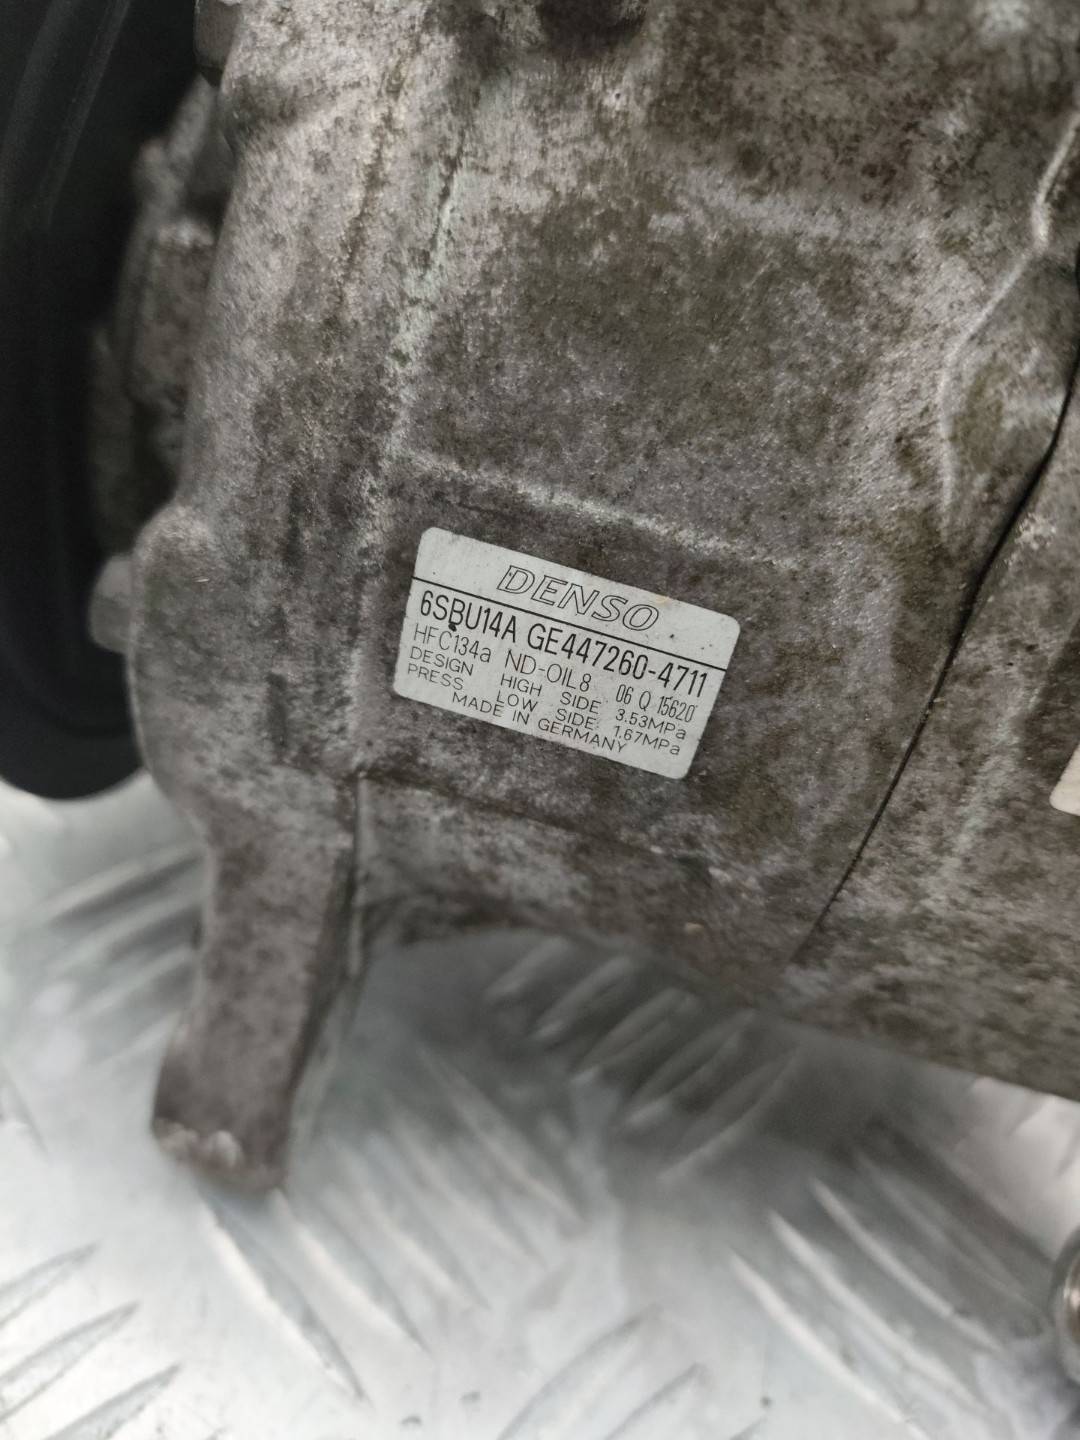 DENSO
6SBU14A GE447260-4711
HFC134a ND-OIL8 06 Q 15620
DESIGN HIGH SIDE 3.53MPa
PRESS LOW SIDE: 1.67MPa
MADE IN GERMANY